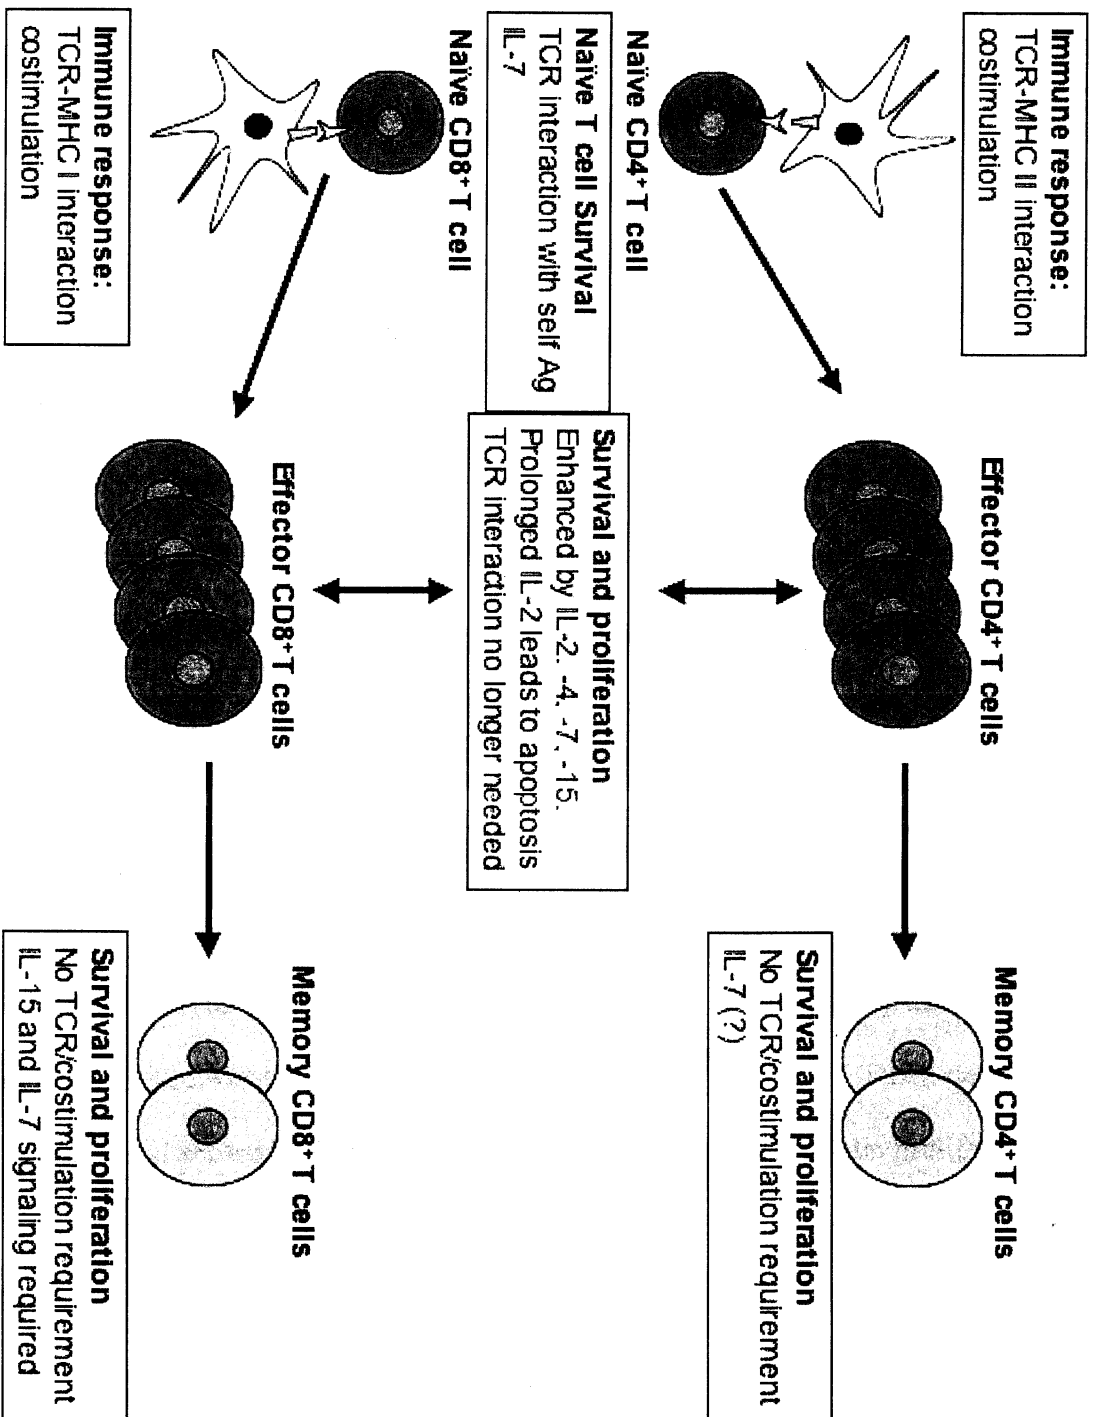 Immune response:
TCR-MHC II interaction
costimulation
Naïve CD4+ T cell
Naïve T cell Survival
TCR interaction with self Ag
IL-7
Naïve CD8+ T cell
Immune response:
TCR-MHC I interaction
costimulation
Effector CD4+ T cells
Survival and proliferation
Enhanced by IL-2. -4. -7. -15.
Prolonged IL-2 leads to apoptosis
TCR interaction no longer needed
Effector CD8+ T cells
Memory CD4+ T cells
Survival and proliferation
No TCR/costimulation requirement
IL-7 (?)
Memory CD8+ T cells
Survival and proliferation
No TCR/costimulation requirement
IL-15 and IL-7 signaling required